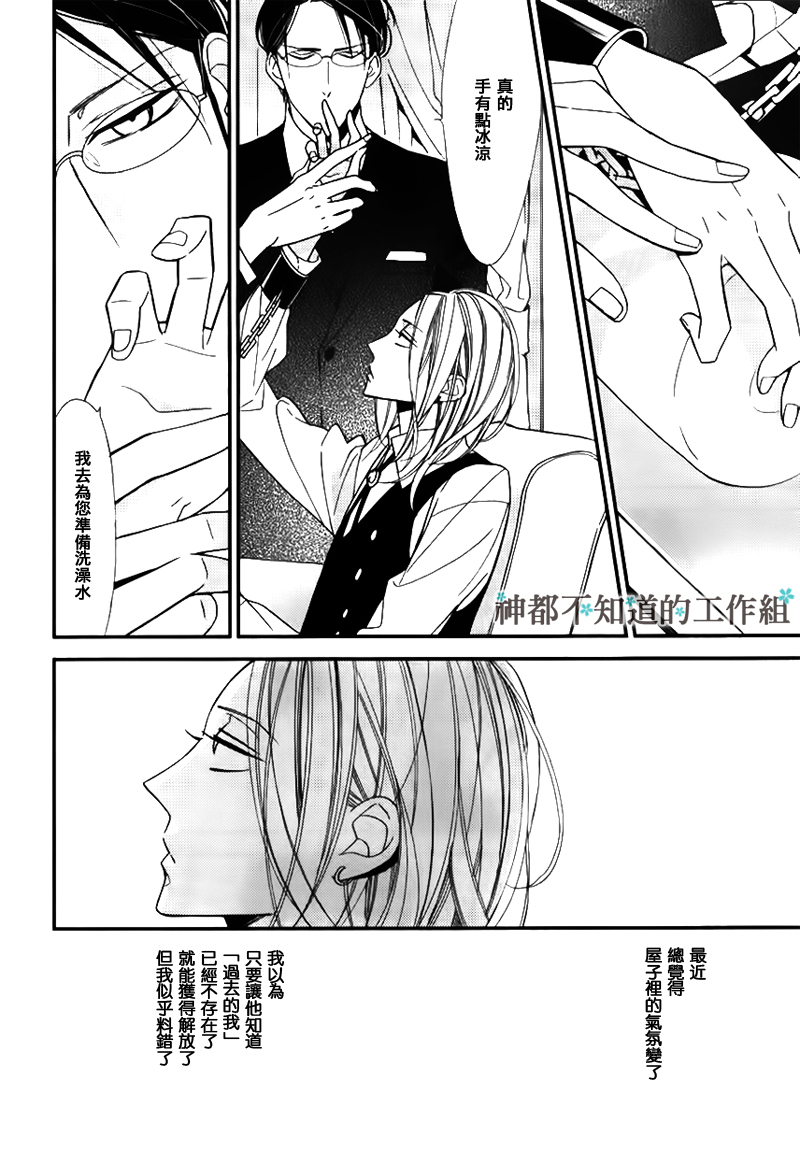 真的
手有點冰涼
我去為您準備洗澡水
神都不知道的工作組
最近
總覺得
屋子裡的氣氛變了
我以為
只要讓他知道
「過去的我」
已經不存在了
就能獲得解放了
但我似乎料錯了